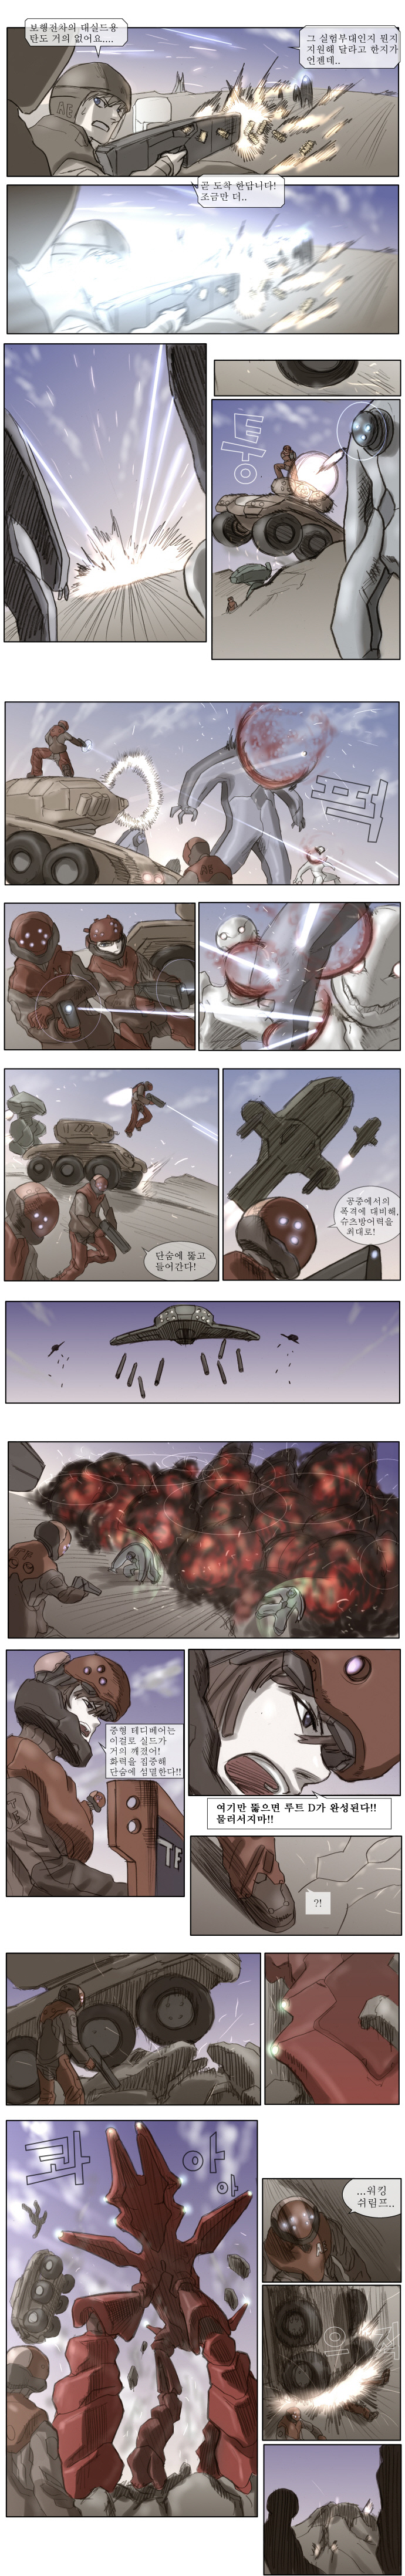 보행전차의 대실드용
탄도 거의 없어요....
그 실험부대인지 뭔지
지원해 달라고 한지가
언젠데..
AE
곧 도착 한답니다!
조금만 더..
퉁
퍽
단숨에 뚫고
들어간다!
공중에서의
폭격에 대비해,
슈츠방어력을
최대로!
중형 테디베어는
이걸로 실드가
거의 깨졌어!
화력을 집중해
단숨에 섬멸한다!!
TF
여기만 뚫으면 루트 D가 완성된다!!
물러서지마!!
?!
콰
아
아
...워킹
쉬림프..